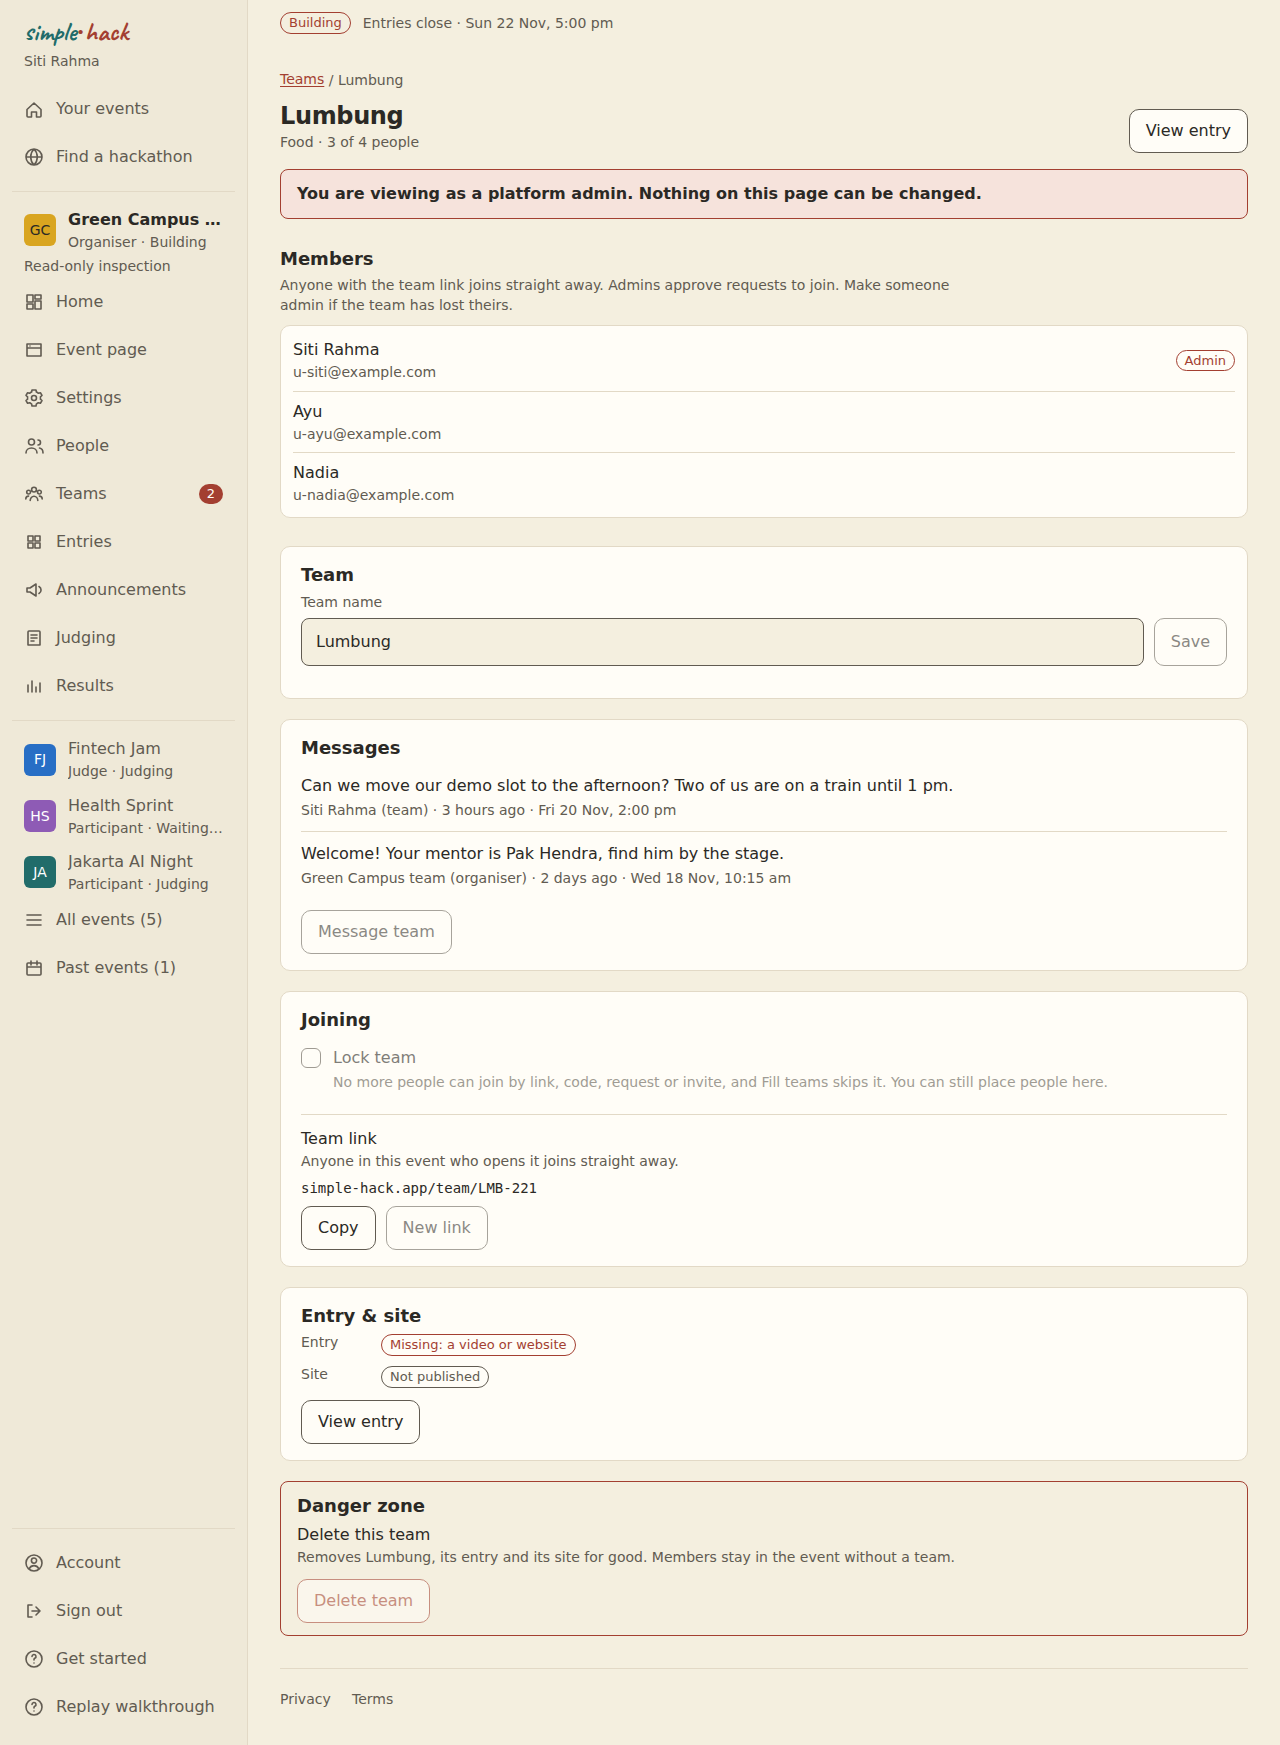 simple·hack
Siti Rahma
Your events
Find a hackathon
GC
Green Campus …
Organiser · Building
Read-only inspection
Home
Event page
Settings
People
Teams 2
Entries
Announcements
Judging
Results
FJ
Fintech Jam
Judge · Judging
HS
Health Sprint
Participant · Waiting…
JA
Jakarta AI Night
Participant · Judging
All events (5)
Past events (1)
Account
Sign out
Get started
Replay walkthrough
Building Entries close · Sun 22 Nov, 5:00 pm
Teams / Lumbung
Lumbung
Food · 3 of 4 people
View entry
You are viewing as a platform admin. Nothing on this page can be changed.
Members
Anyone with the team link joins straight away. Admins approve requests to join. Make someone
admin if the team has lost theirs.
Siti Rahma
u-siti@example.com
Admin
Ayu
u-ayu@example.com
Nadia
u-nadia@example.com
Team
Team name
Lumbung
Save
Messages
Can we move our demo slot to the afternoon? Two of us are on a train until 1 pm.
Siti Rahma (team) · 3 hours ago · Fri 20 Nov, 2:00 pm
Welcome! Your mentor is Pak Hendra, find him by the stage.
Green Campus team (organiser) · 2 days ago · Wed 18 Nov, 10:15 am
Message team
Joining
Lock team
No more people can join by link, code, request or invite, and Fill teams skips it. You can still place people here.
Team link
Anyone in this event who opens it joins straight away.
simple-hack.app/team/LMB-221
Copy New link
Entry & site
Entry Missing: a video or website
Site Not published
View entry
Danger zone
Delete this team
Removes Lumbung, its entry and its site for good. Members stay in the event without a team.
Delete team
Privacy Terms